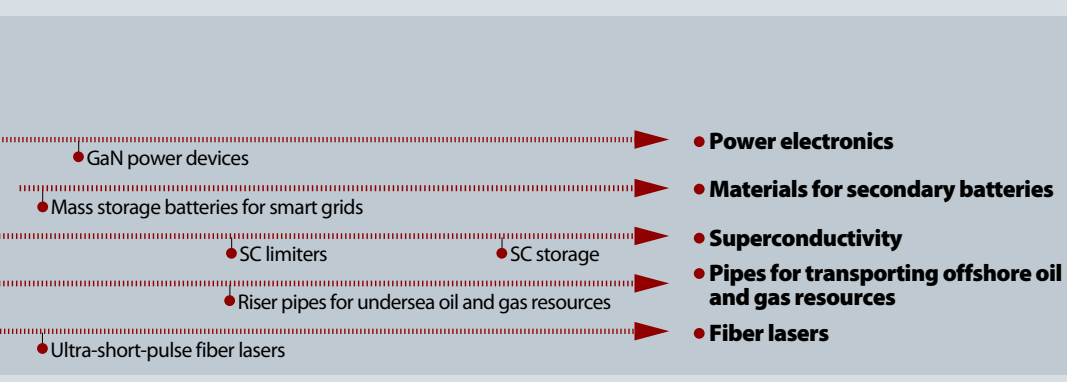 ● Power electronics
● GaN power devices
● Materials for secondary batteries
● Mass storage batteries for smart grids
● Superconductivity
● SC limiters ● SC storage
● Pipes for transporting offshore oil
and gas resources
● Riser pipes for undersea oil and gas resources
● Fiber lasers
● Ultra-short-pulse fiber lasers